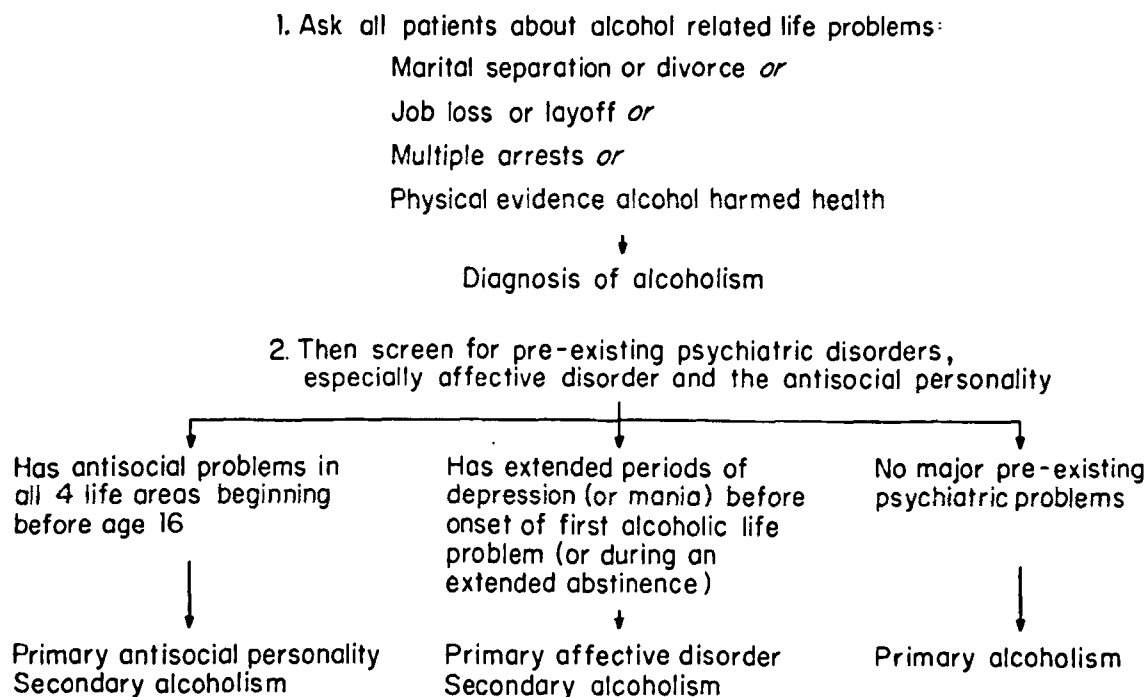 1. Ask all patients about alcohol related life problems:
Marital separation or divorce or
Job loss or layoff or
Multiple arrests or
Physical evidence alcohol harmed health
Diagnosis of alcoholism
2. Then screen for pre-existing psychiatric disorders,
especially affective disorder and the antisocial personality
Has antisocial problems in
all 4 life areas beginning
before age 16
Has extended periods of
depression (or mania) before
onset of first alcoholic life
problem (or during an
extended abstinence)
No major pre-existing
psychiatric problems
Primary antisocial personality
Secondary alcoholism
Primary affective disorder
Secondary alcoholism
Primary alcoholism